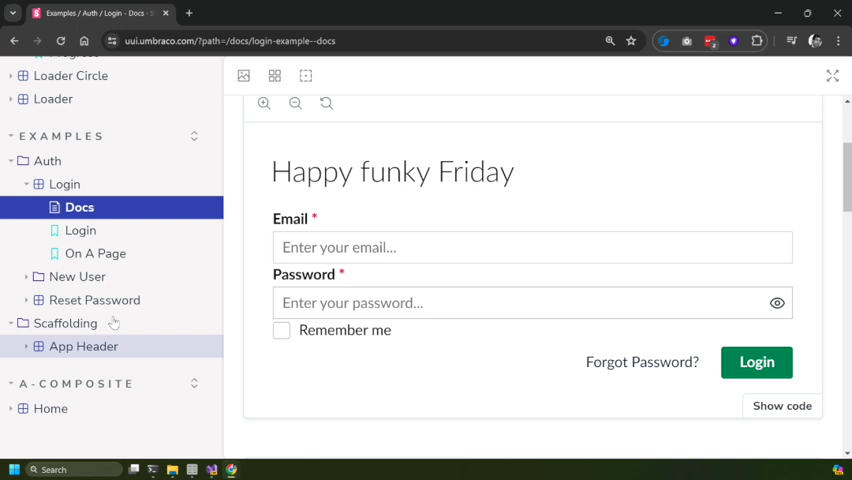 Examples / Auth / Login - Docs - S
uui.umbraco.com/?path=/docs/login-example--docs
Loader Circle
Loader
EXAMPLES
Auth
Login
Docs
Login
On A Page
New User
Reset Password
Scaffolding
App Header
A-COMPOSITE
Home
Happy funky Friday
Email *
Enter your email...
Password *
Enter your password...
Remember me
Forgot Password?
Login
Show code
Search